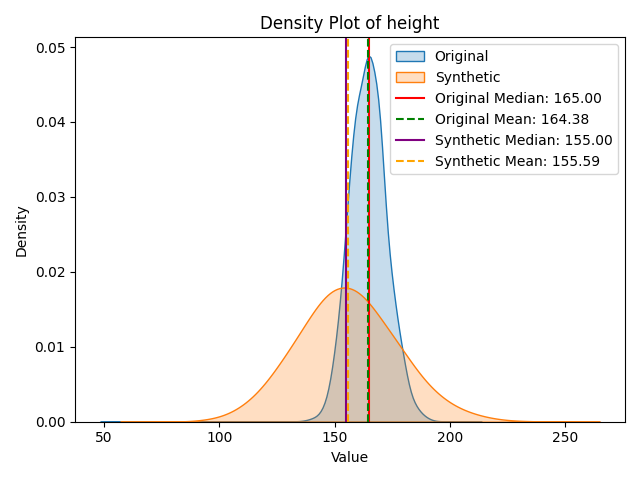 Density Plot of height
0.05
0.04
0.03
0.02
0.01
0.00
Density
Original
Synthetic
Original Median: 165.00
Original Mean: 164.38
Synthetic Median: 155.00
Synthetic Mean: 155.59
50 100 150 200 250
Value